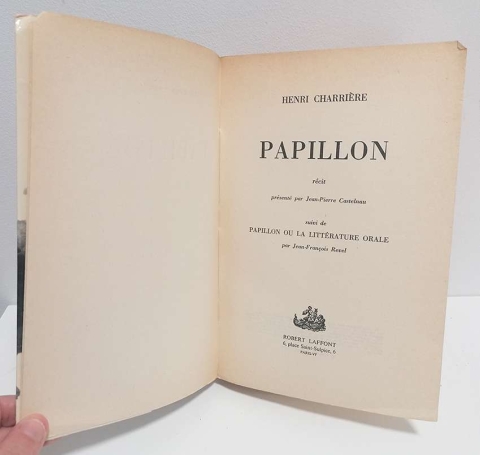 HENRI CHARRIÈRE
PAPILLON
récit
présenté par Jean-Pierre Castelnau
suivi de
PAPILLON OU LA LITTÉRATURE ORALE
par Jean-François Revel
ROBERT LAFFONT
6, place Saint-Sulpice, 6
PARIS-VIᵉ